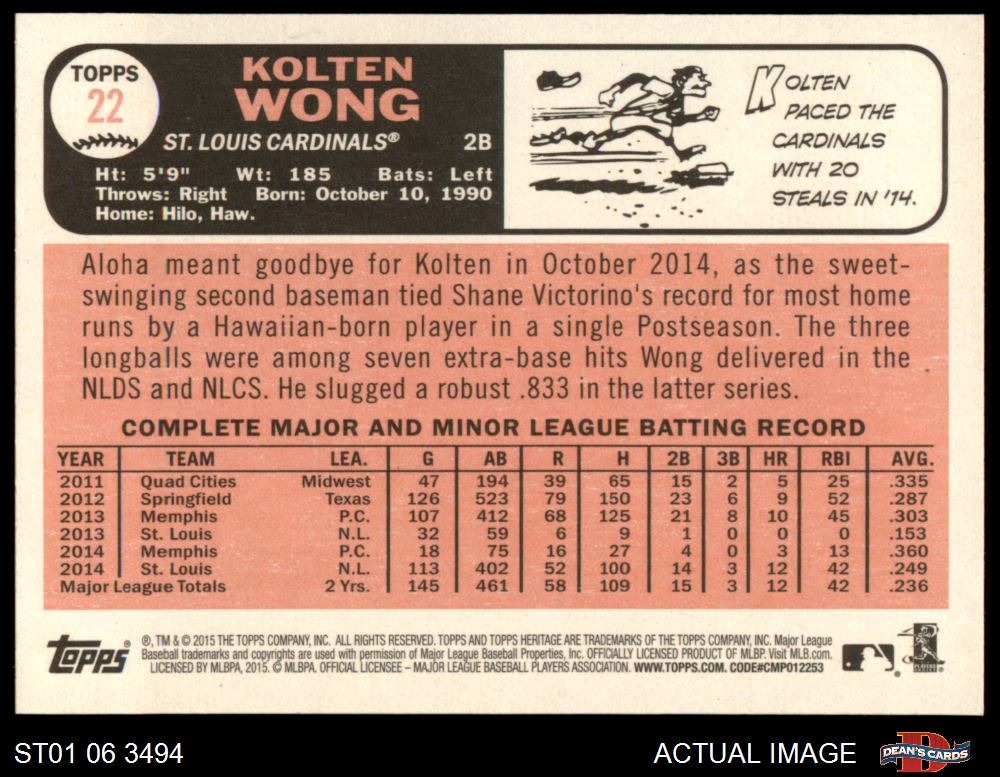 TOPPS
22
KOLTEN
WONG
ST. LOUIS CARDINALS® 2B
Ht: 5'9" Wt: 185 Bats: Left
Throws: Right Born: October 10, 1990
Home: Hilo, Haw.
KOLTEN
PACED THE
CARDINALS
WITH 20
STEALS IN '14.
Aloha meant goodbye for Kolten in October 2014, as the sweet-
swinging second baseman tied Shane Victorino's record for most home
runs by a Hawaiian-born player in a single Postseason. The three
longballs were among seven extra-base hits Wong delivered in the
NLDS and NLCS. He slugged a robust .833 in the latter series.
COMPLETE MAJOR AND MINOR LEAGUE BATTING RECORD
YEAR TEAM LEA. G AB R H 2B 3B HR RBI AVG.
2011 Quad Cities Midwest 47 194 39 65 15 2 5 25 .335
2012 Springfield Texas 126 523 79 150 23 6 9 52 .287
2013 Memphis P.C. 107 412 68 125 21 8 10 45 .303
2013 St. Louis N.L. 32 59 6 9 1 0 0 0 .153
2014 Memphis P.C. 18 75 16 27 4 0 3 13 .360
2014 St. Louis N.L. 113 402 52 100 14 3 12 42 .249
Major League Totals 2 Yrs. 145 461 58 109 15 3 12 42 .236
Topps®
®, TM & © 2015 THE TOPPS COMPANY, INC. ALL RIGHTS RESERVED. TOPPS AND TOPPS HERITAGE ARE TRADEMARKS OF THE TOPPS COMPANY, INC. Major League
Baseball trademarks and copyrights are used with permission of Major League Baseball Properties, Inc. OFFICIALLY LICENSED PRODUCT OF MLBP. Visit MLB.com.
LICENSED BY MLBPA, 2015. © MLBPA. OFFICIAL LICENSEE – MAJOR LEAGUE BASEBALL PLAYERS ASSOCIATION. WWW.TOPPS.COM. CODE#CMP012253
ST01 06 3494
ACTUAL IMAGE
D
DEAN'S CARDS